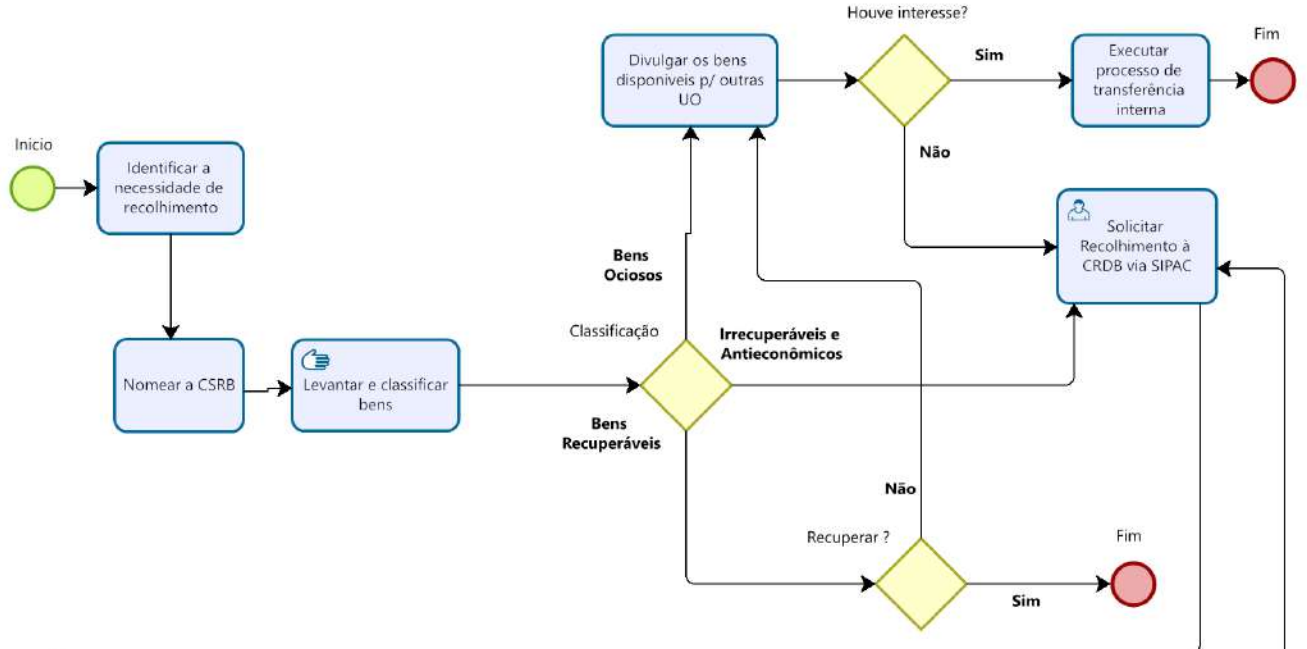 Houve interesse?
Fim
Divulgar os bens
disponiveis p/ outras
UO
Sim
Executar
processo de
transferência
interna
Inicio
Identificar a
necessidade de
recolhimento
Não
Solicitar
Recolhimento à
CRDB via SIPAC
Bens
Ociosos
Classificação
Irrecuperáveis e
Antieconômicos
Nomear a CSRB
Levantar e classificar
bens
Bens
Recuperáveis
Não
Recuperar ?
Fim
Sim